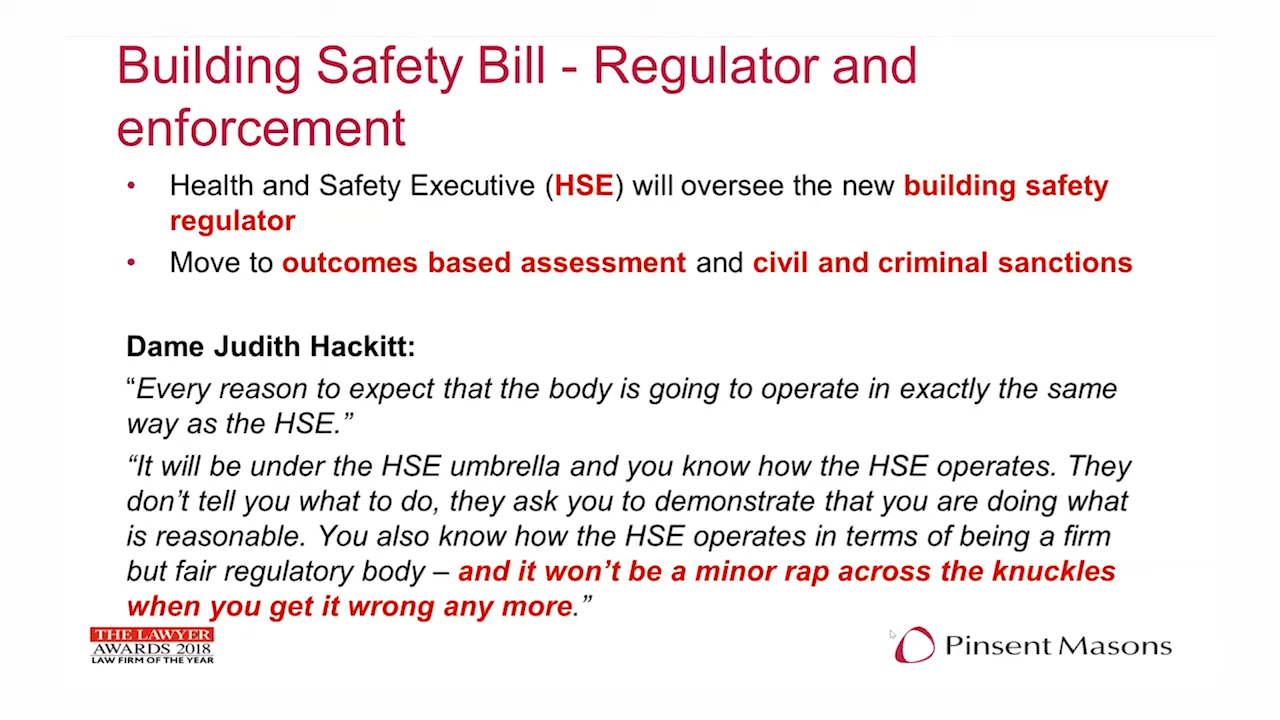 Building Safety Bill - Regulator and
enforcement
• Health and Safety Executive (HSE) will oversee the new building safety
regulator
• Move to outcomes based assessment and civil and criminal sanctions
Dame Judith Hackitt:
“Every reason to expect that the body is going to operate in exactly the same
way as the HSE.”
“It will be under the HSE umbrella and you know how the HSE operates. They
don’t tell you what to do, they ask you to demonstrate that you are doing what
is reasonable. You also know how the HSE operates in terms of being a firm
but fair regulatory body – and it won’t be a minor rap across the knuckles
when you get it wrong any more.”
THE LAWYER
AWARDS 2018
LAW FIRM OF THE YEAR
Pinsent Masons